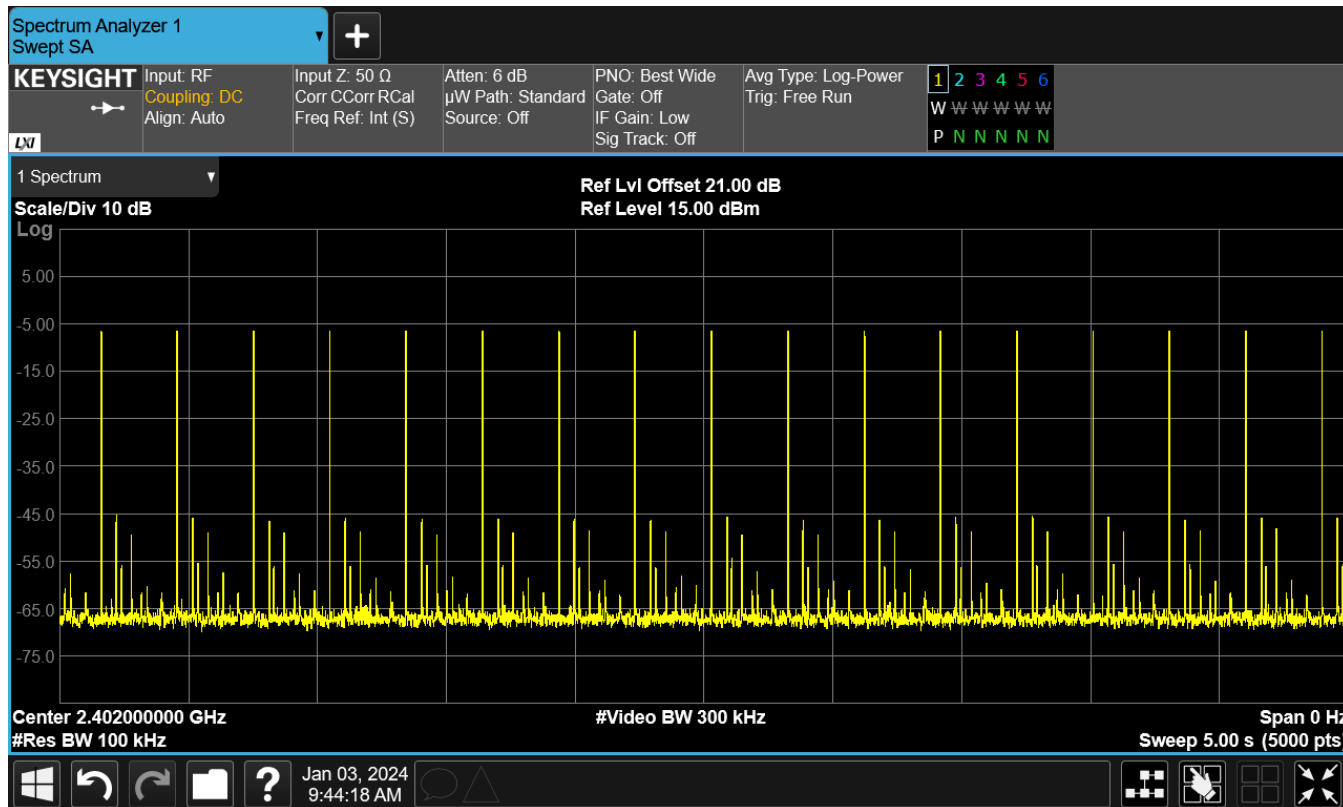 Spectrum Analyzer 1
Swept SA
+
KEYSIGHT
LXI
Input: RF
Coupling: DC
Align: Auto
Input Z: 50 Ω
Corr CCorr RCal
Freq Ref: Int (S)
Atten: 6 dB
µW Path: Standard
Source: Off
PNO: Best Wide
Gate: Off
IF Gain: Low
Sig Track: Off
Avg Type: Log-Power
Trig: Free Run
1 2 3 4 5 6
W W W W W W
P N N N N N
1 Spectrum
Scale/Div 10 dB
Ref Lvl Offset 21.00 dB
Ref Level 15.00 dBm
Log
5.00
-5.00
-15.0
-25.0
-35.0
-45.0
-55.0
-65.0
-75.0
Center 2.402000000 GHz
#Video BW 300 kHz
Span 0 Hz
#Res BW 100 kHz
Sweep 5.00 s (5000 pts)
?
Jan 03, 2024
9:44:18 AM